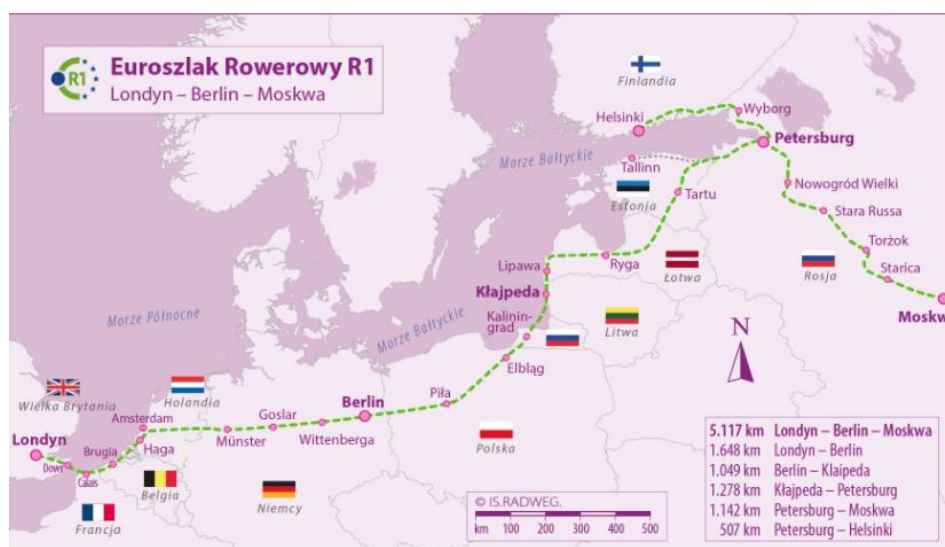 R1
Euroszlak Rowerowy R1
Londyn – Berlin – Moskwa
Finlandia
Helsinki
Wyborg
Petersburg
Morze Bałtyckie
Tallinn
Estonja
Tartu
Nowogród Wielki
Stara Russa
Torżok
Starica
Rosja
Moskw
Lipawa
Ryga
Łotwa
Kłajpeda
Kalinin-
grad
Litwa
Morze Północne
Morze Bałtyckie
Elbląg
N
Wielka Brytania
Holandia
Amsterdam
Goslar
Berlin
Piła
Londyn
Dover
Calais
Brugia
Haga
Münster
Wittenberga
Polska
Belgia
Niemcy
Francja
© IS.RADWEG.
km 100 200 300 400 500
5.117 km Londyn – Berlin – Moskwa
1.648 km Londyn – Berlin
1.049 km Berlin – Klaipeda
1.278 km Kłajpeda – Petersburg
1.142 km Petersburg – Moskwa
507 km Petersburg – Helsinki